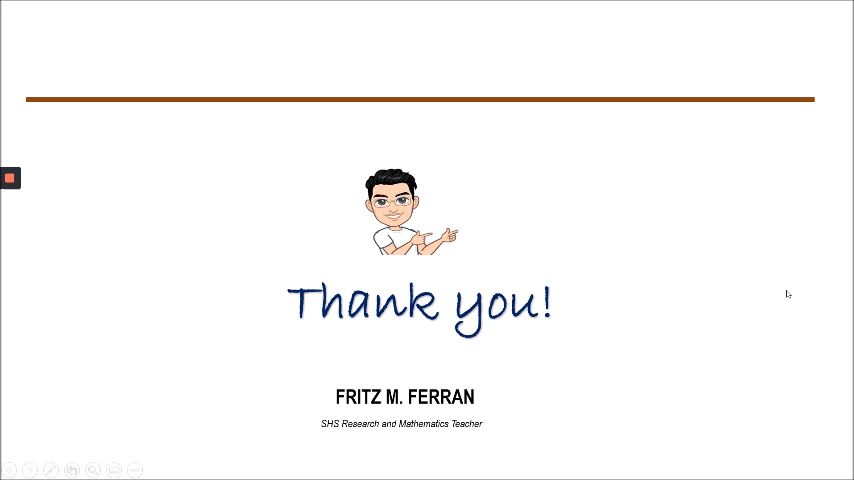 Thank you!
FRITZ M. FERRAN
SHS Research and Mathematics Teacher